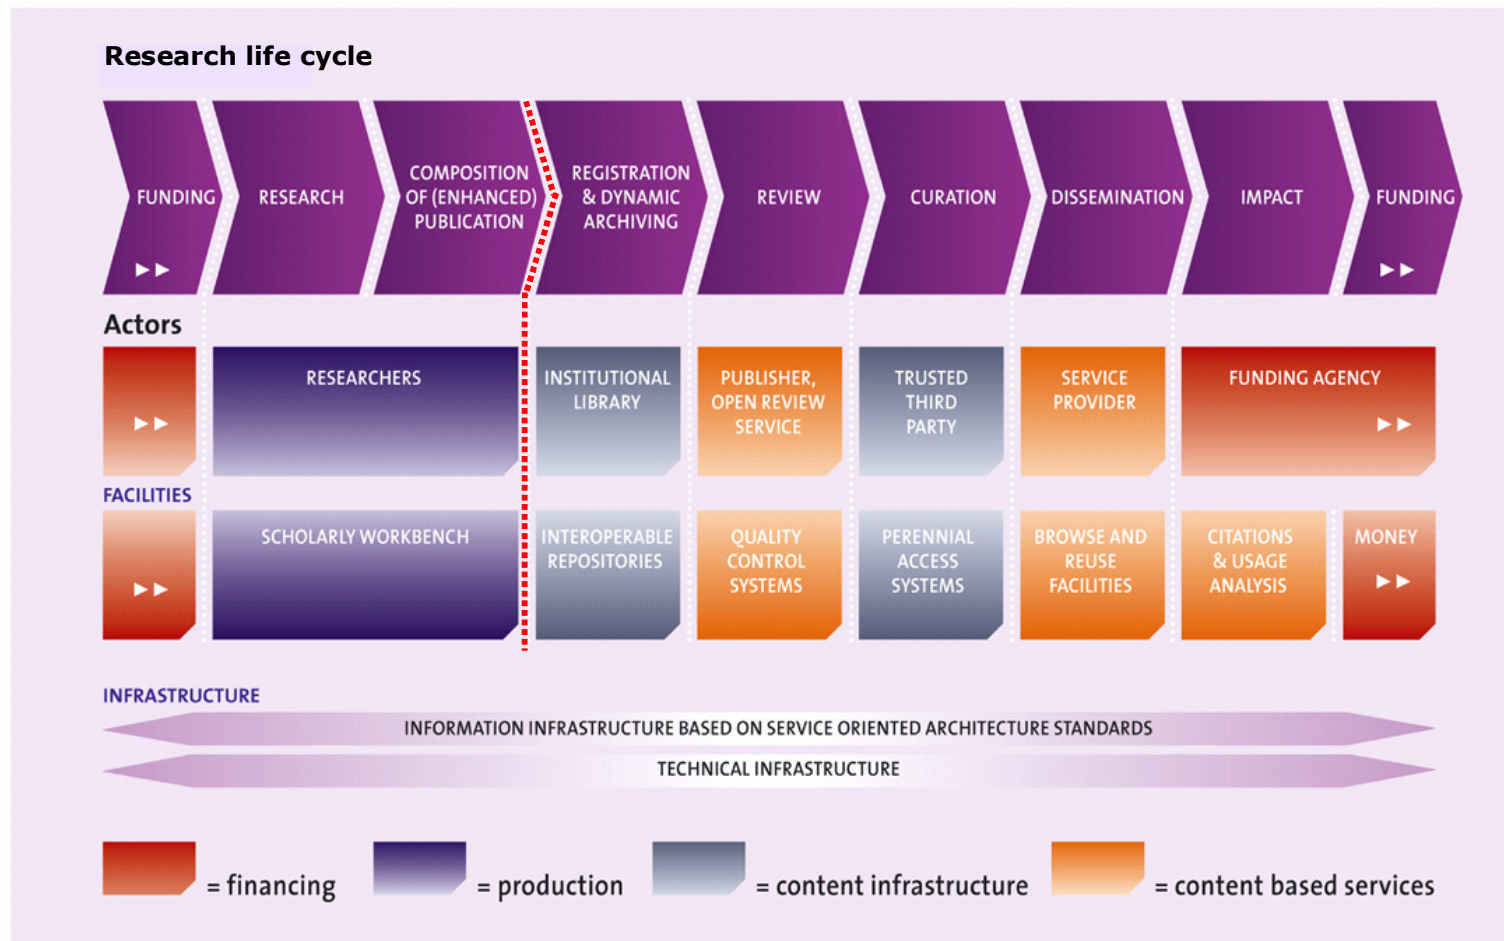 Research life cycle
FUNDING
RESEARCH
COMPOSITION
OF (ENHANCED)
PUBLICATION
REGISTRATION
& DYNAMIC
ARCHIVING
REVIEW
CURATION
DISSEMINATION
IMPACT
FUNDING
Actors
RESEARCHERS
INSTITUTIONAL
LIBRARY
PUBLISHER,
OPEN REVIEW
SERVICE
TRUSTED
THIRD
PARTY
SERVICE
PROVIDER
FUNDING AGENCY
FACILITIES
SCHOLARLY WORKBENCH
INTEROPERABLE
REPOSITORIES
QUALITY
CONTROL
SYSTEMS
PERENNIAL
ACCESS
SYSTEMS
BROWSE AND
REUSE
FACILITIES
CITATIONS
& USAGE
ANALYSIS
MONEY
INFRASTRUCTURE
INFORMATION INFRASTRUCTURE BASED ON SERVICE ORIENTED ARCHITECTURE STANDARDS
TECHNICAL INFRASTRUCTURE
= financing
= production
= content infrastructure
= content based services